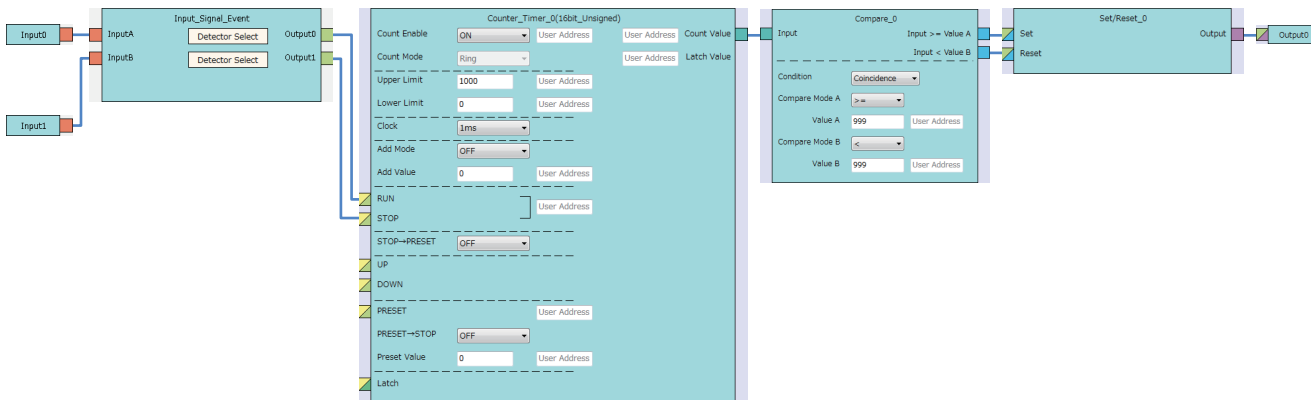 Input0
Input1
Input_Signal_Event
InputA
Detector Select
Output0
InputB
Detector Select
Output1
Counter_Timer_0(16bit_Unsigned)
Count Enable
ON
User Address
User Address
Count Value
Count Mode
Ring
User Address
Latch Value
Upper Limit
1000
User Address
Lower Limit
0
User Address
Clock
1ms
Add Mode
OFF
Add Value
0
User Address
RUN
User Address
STOP
STOP→PRESET
OFF
UP
DOWN
PRESET
User Address
PRESET→STOP
OFF
Preset Value
0
User Address
Latch
Compare_0
Input
Input >= Value A
Input < Value B
Condition
Coincidence
Compare Mode A
>=
Value A
999
User Address
Compare Mode B
<
Value B
999
User Address
Set/Reset_0
Set
Output
Reset
Output0